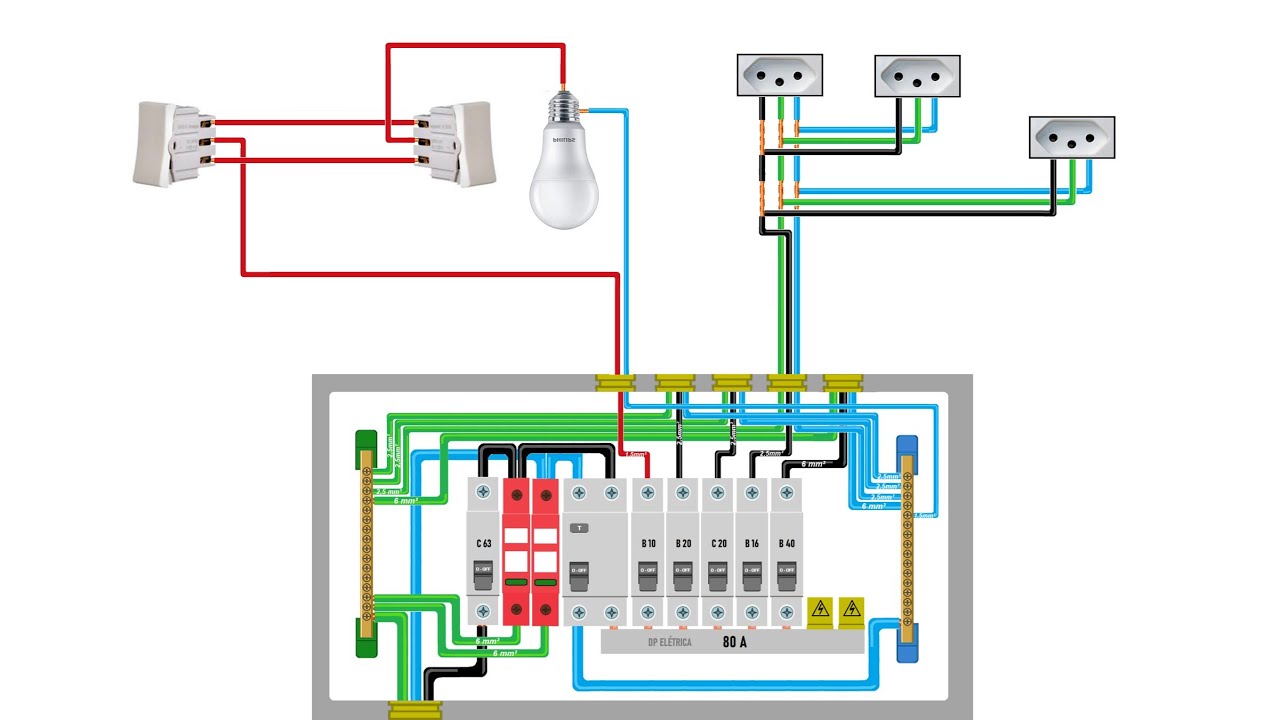 PHILIPS
2.5mm²
2.5mm²
2.5 mm²
6 mm²
1.5mm²
2.5mm²
2.5mm²
2.5mm²
6 mm²
2.5mm²
2.5mm²
2.5mm²
6 mm²
1.5mm²
T
C 63
B 10
B 20
C 20
B 16
B 40
O - OFF
O - OFF
O - OFF
O - OFF
O - OFF
O - OFF
O - OFF
6 mm²
6 mm²
DP ELÉTRICA
80 A